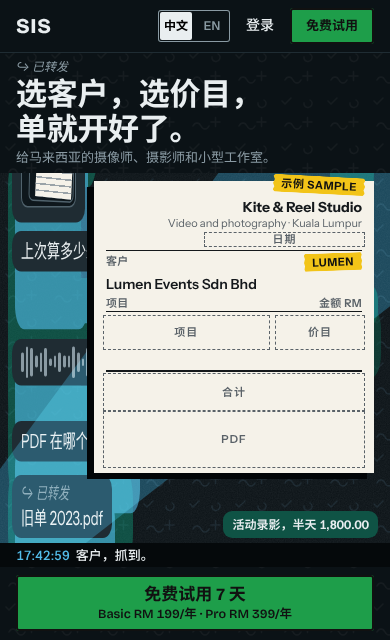 SIS
中文
EN
登录
免费试用
↪ 已转发
选客户，选价目，
单就开好了。
给马来西亚的摄像师、摄影师和小型工作室。
示例 SAMPLE
Kite & Reel Studio
Video and photography · Kuala Lumpur
日期
上次算多少
客户
LUMEN
Lumen Events Sdn Bhd
项目
金额 RM
项目
价目
合计
PDF 在哪个
PDF
↪ 已转发
旧单 2023.pdf
活动录影，半天 1,800.00
17:42:59 客户，抓到。
免费试用 7 天
Basic RM 199/年 · Pro RM 399/年